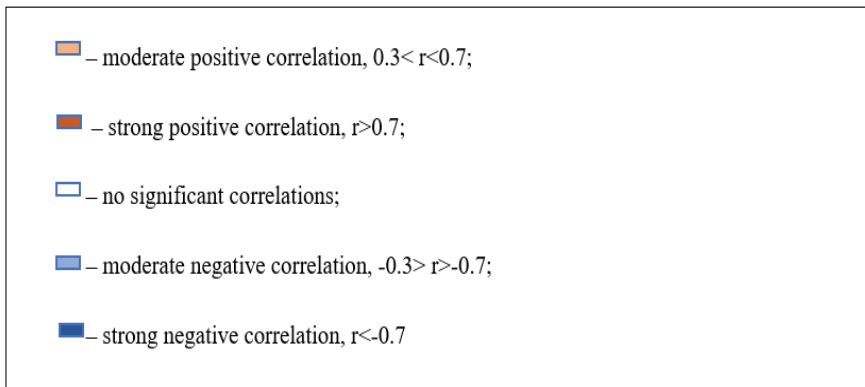 – moderate positive correlation, 0.3< r<0.7;
– strong positive correlation, r>0.7;
– no significant correlations;
– moderate negative correlation, -0.3> r>-0.7;
– strong negative correlation, r<-0.7